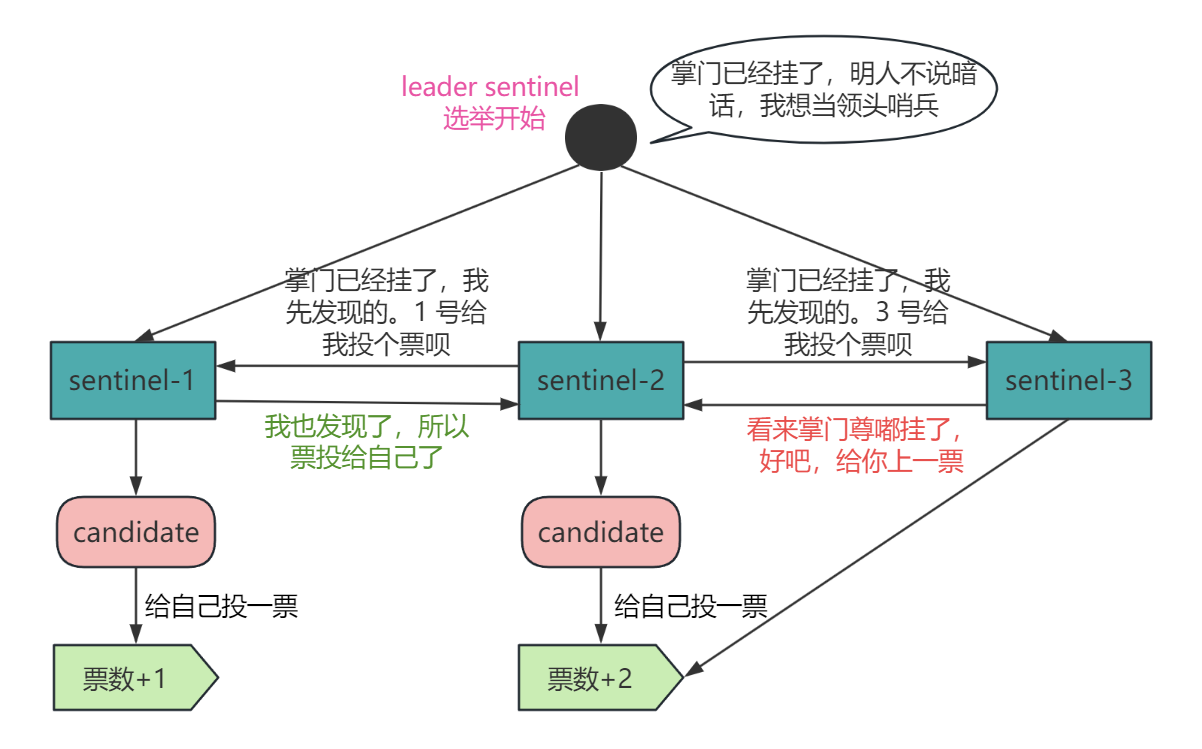 leader sentinel
选举开始
掌门已经挂了，明人不说暗
话，我想当领头哨兵
掌门已经挂了，我
先发现的。1 号给
我投个票呗
掌门已经挂了，我
先发现的。3 号给
我投个票呗
sentinel-1
sentinel-2
sentinel-3
我也发现了，所以
票投给自己了
看来掌门尊嘟挂了，
好吧，给你上一票
candidate
candidate
给自己投一票
给自己投一票
票数+1
票数+2